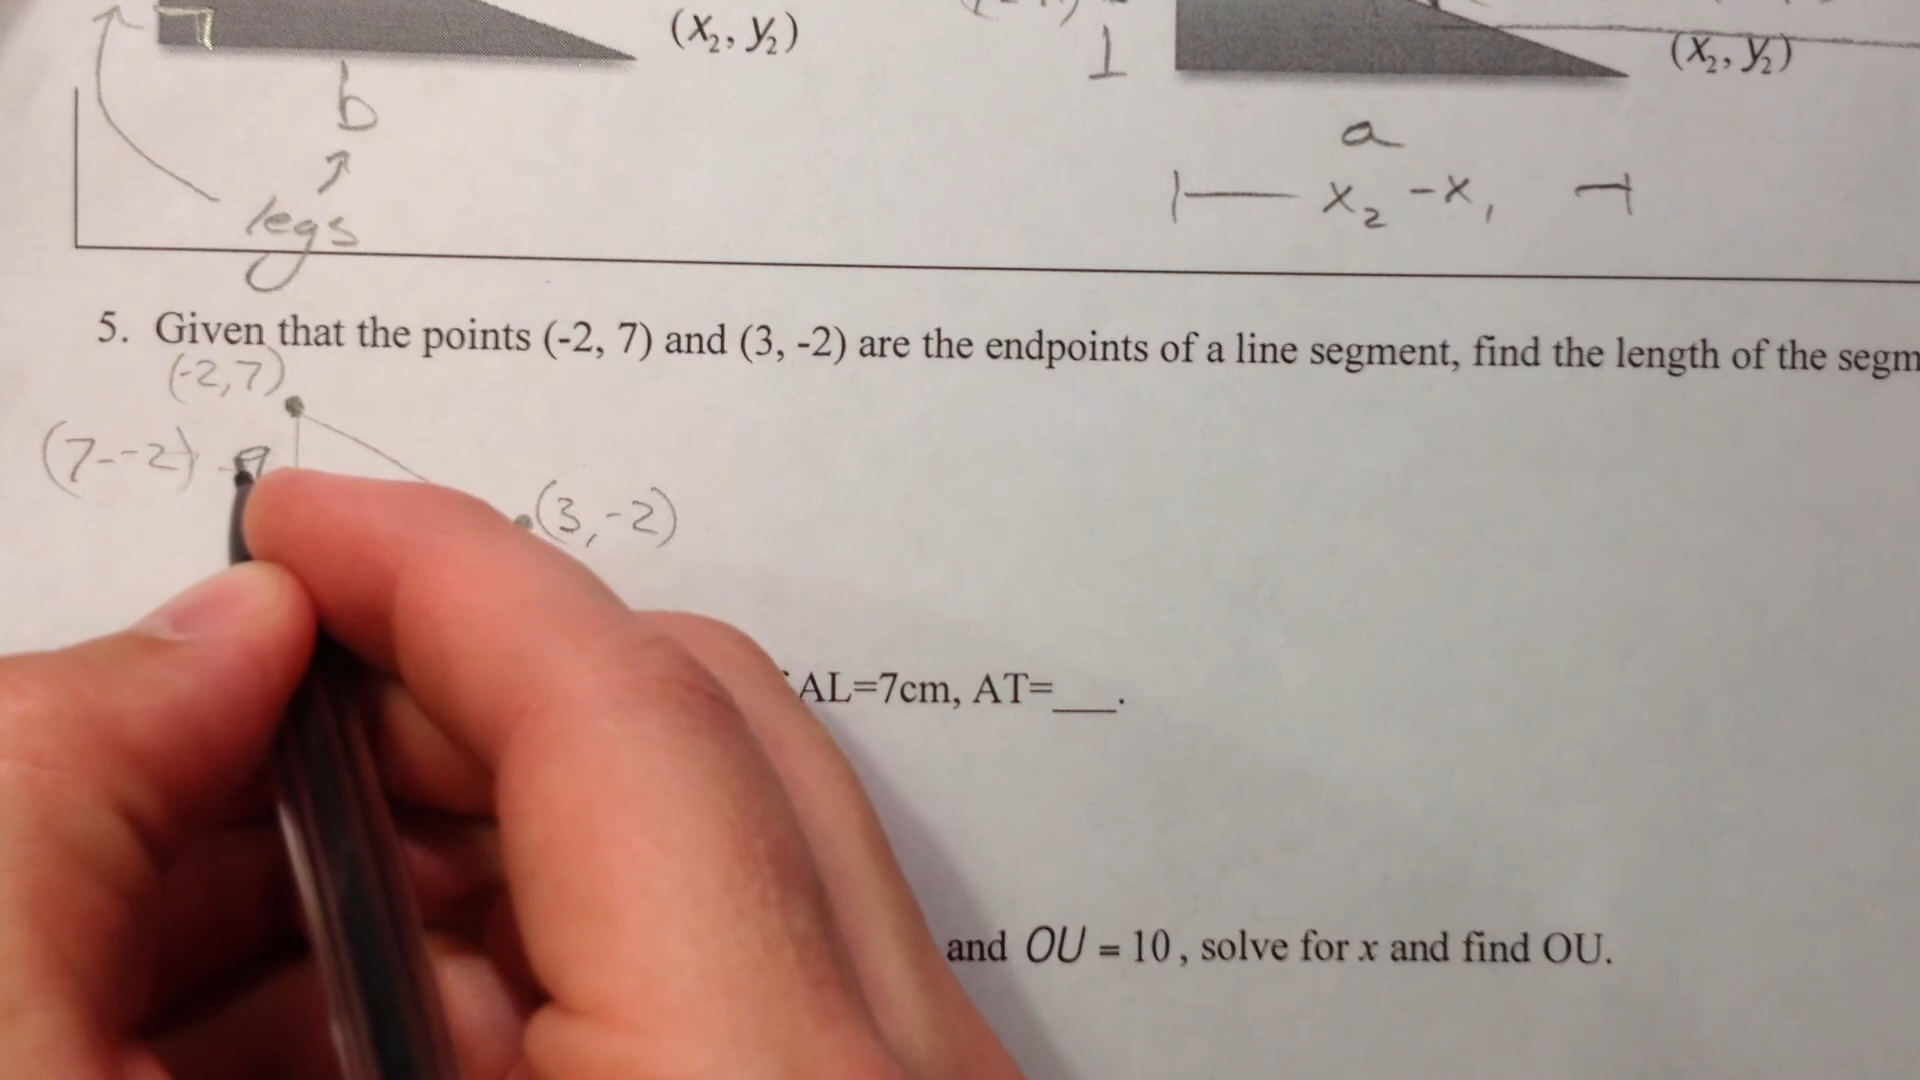 (x₂, y₂)
(x₂, y₂)
1
b
a
legs
x₂ -x₁
5. Given that the points (-2, 7) and (3, -2) are the endpoints of a line segment, find the length of the
(-2,7)
(7--2) 9
(3,-2)
AL=7cm, AT=___.
and OU = 10, solve for x and find OU.